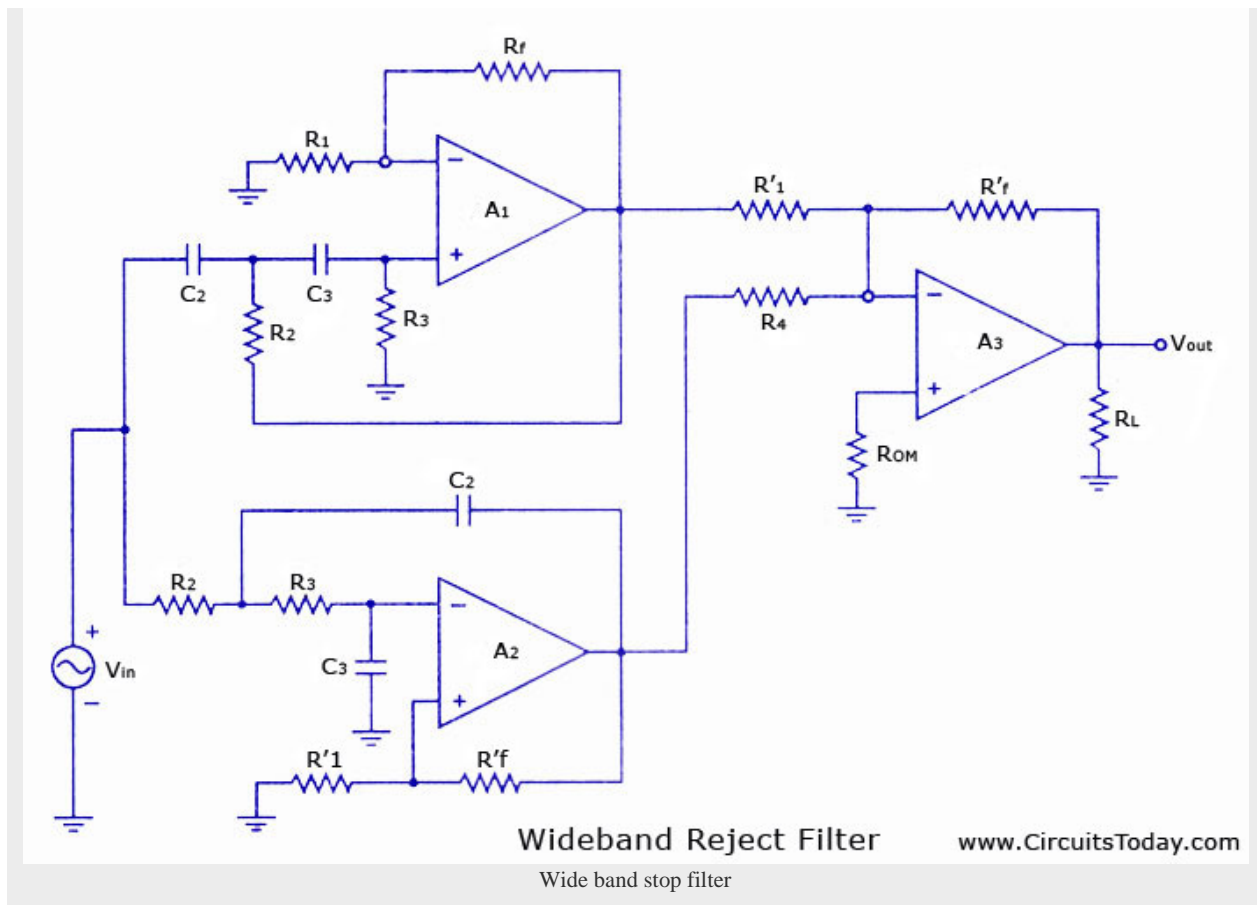 Rf
R1
−
A1
+
C2
C3
R2
R3
R'1
R'f
R4
−
A3
+
Vout
RL
ROM
C2
R2
R3
−
A2
+
C3
+
Vin
−
R'1
R'f
Wideband Reject Filter
www.CircuitsToday.com
Wide band stop filter